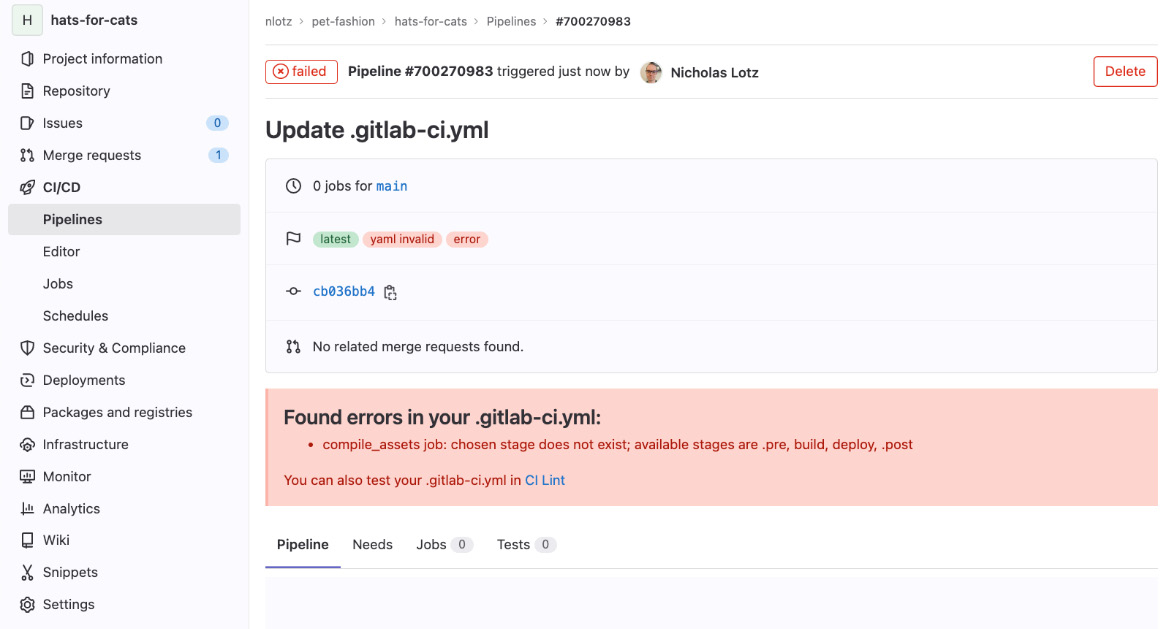 H hats-for-cats
Project information
Repository
Issues 0
Merge requests 1
CI/CD
Pipelines
Editor
Jobs
Schedules
Security & Compliance
Deployments
Packages and registries
Infrastructure
Monitor
Analytics
Wiki
Snippets
Settings
nlotz > pet-fashion > hats-for-cats > Pipelines > #700270983
failed Pipeline #700270983 triggered just now by Nicholas Lotz Delete
Update .gitlab-ci.yml
0 jobs for main
latest yaml invalid error
cb036bb4
No related merge requests found.
Found errors in your .gitlab-ci.yml:
• compile_assets job: chosen stage does not exist; available stages are .pre, build, deploy, .post
You can also test your .gitlab-ci.yml in CI Lint
Pipeline Needs Jobs 0 Tests 0